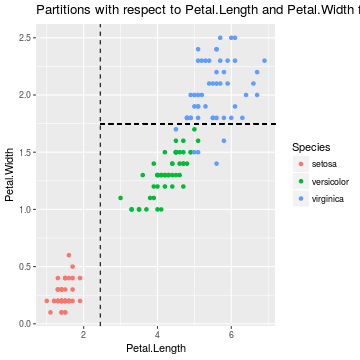 Partitions with respect to Petal.Length and Petal.Width
2.5
2.0
1.5
1.0
0.5
0.0
Petal.Width
2
4
6
Petal.Length
Species
setosa
versicolor
virginica